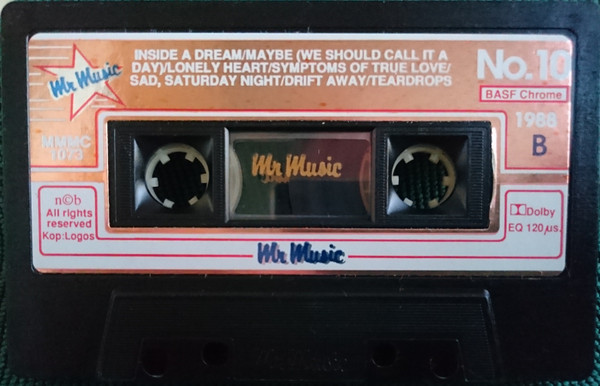 Mr Music
INSIDE A DREAM/MAYBE (WE SHOULD CALL IT A
DAY)/LONELY HEART/SYMPTOMS OF TRUE LOVE/
SAD, SATURDAY NIGHT/DRIFT AWAY/TEARDROPS
No.10
BASF Chrome
1988
B
MMMC
1073
Mr Music
n©b
All rights
reserved
Kop:Logos
Dolby
EQ 120µs.
Mr Music